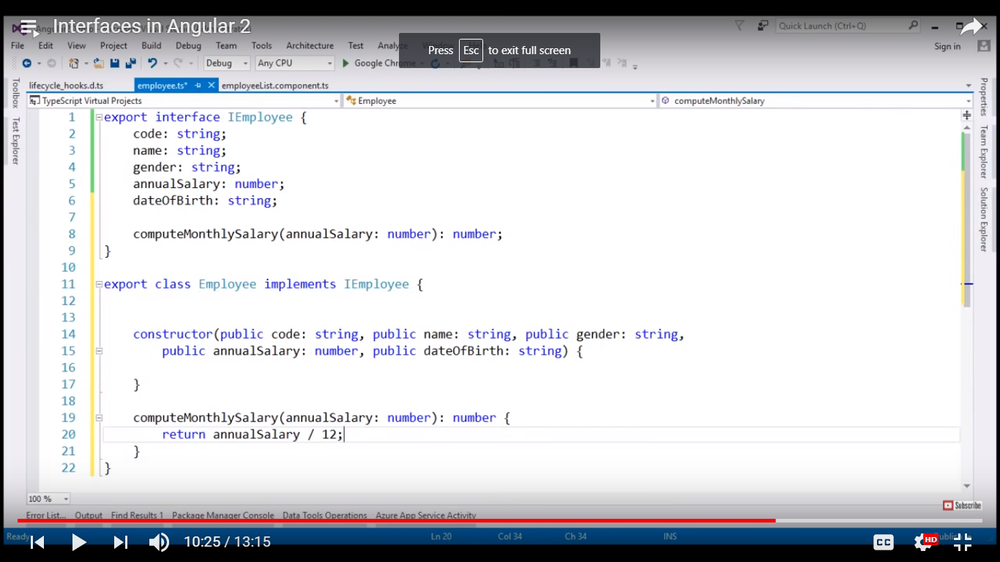 Interfaces in Angular 2
Quick Launch (Ctrl+Q)
File Edit View Project Build Debug Team Tools Architecture Test Analyze
Sign in
Press Esc to exit full screen
Debug Any CPU Google Chrome
lifecycle_hooks.d.ts employee.ts* employeeList.component.ts
TypeScript Virtual Projects Employee computeMonthlySalary
Toolbox
Test Explorer
Properties
Team Explorer
Solution Explorer
1 export interface IEmployee {
2 code: string;
3 name: string;
4 gender: string;
5 annualSalary: number;
6 dateOfBirth: string;
7
8 computeMonthlySalary(annualSalary: number): number;
9 }
10
11 export class Employee implements IEmployee {
12
13
14 constructor(public code: string, public name: string, public gender: string,
15 public annualSalary: number, public dateOfBirth: string) {
16
17 }
18
19 computeMonthlySalary(annualSalary: number): number {
20 return annualSalary / 12;
21 }
22 }
100 %
Subscribe
Error List... Output Find Results 1 Package Manager Console Data Tools Operations Azure App Service Activity
Ready Ln 20 Col 34 Ch 34 INS
10:25 / 13:15
CC HD